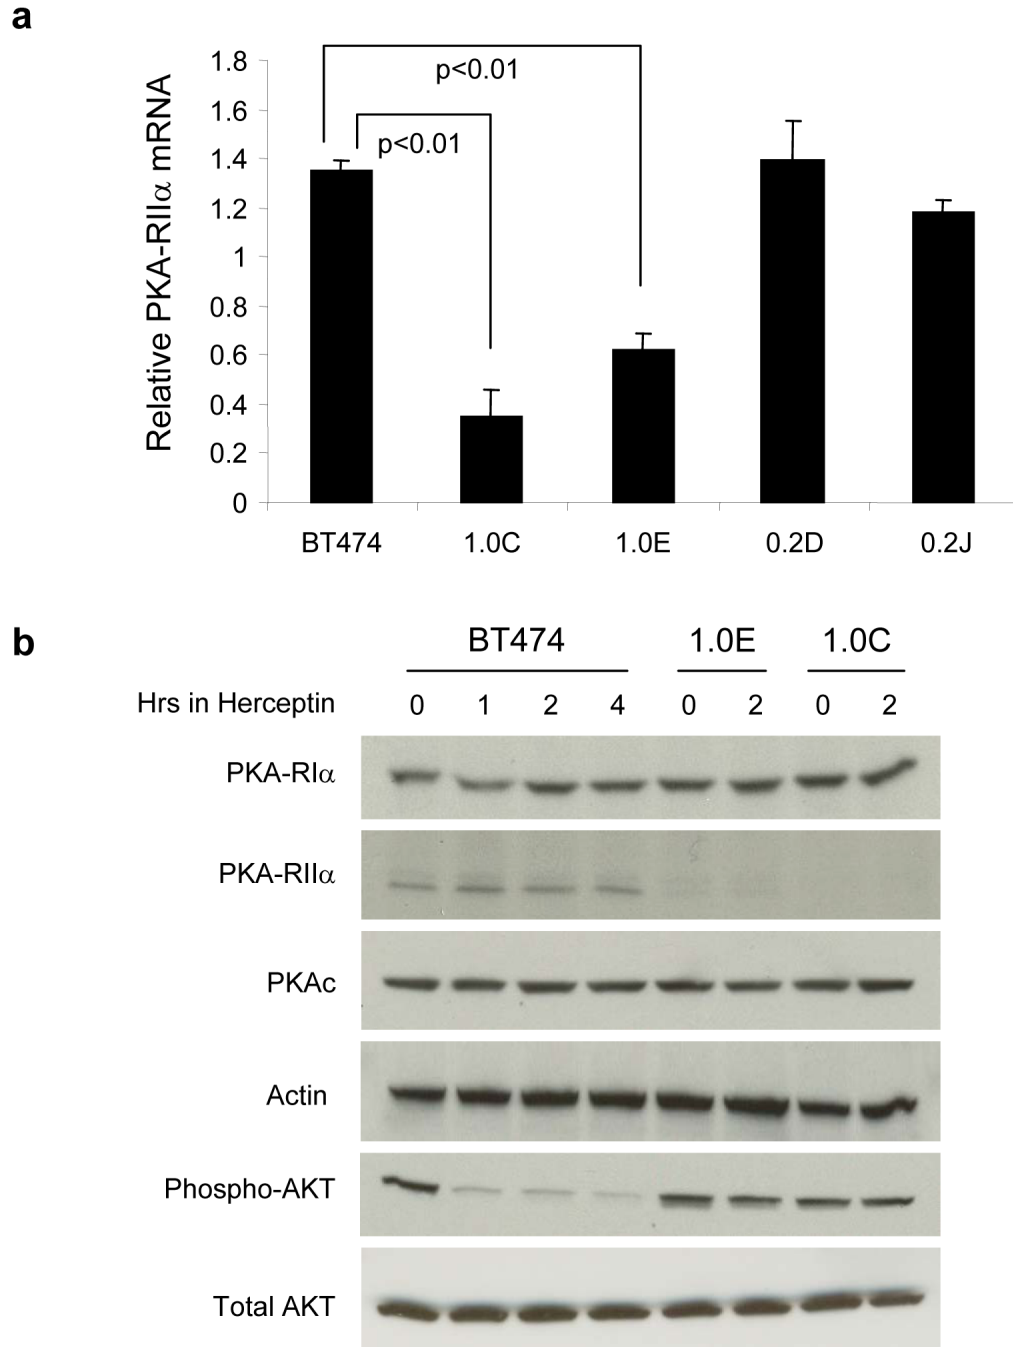 a
Relative PKA-RIIα mRNA
1.8
1.6
1.4
1.2
1
0.8
0.6
0.4
0.2
0
p<0.01
p<0.01
BT474 1.0C 1.0E 0.2D 0.2J
b
BT474 1.0E 1.0C
Hrs in Herceptin 0 1 2 4 0 2 0 2
PKA-RIα
PKA-RIIα
PKAc
Actin
Phospho-AKT
Total AKT